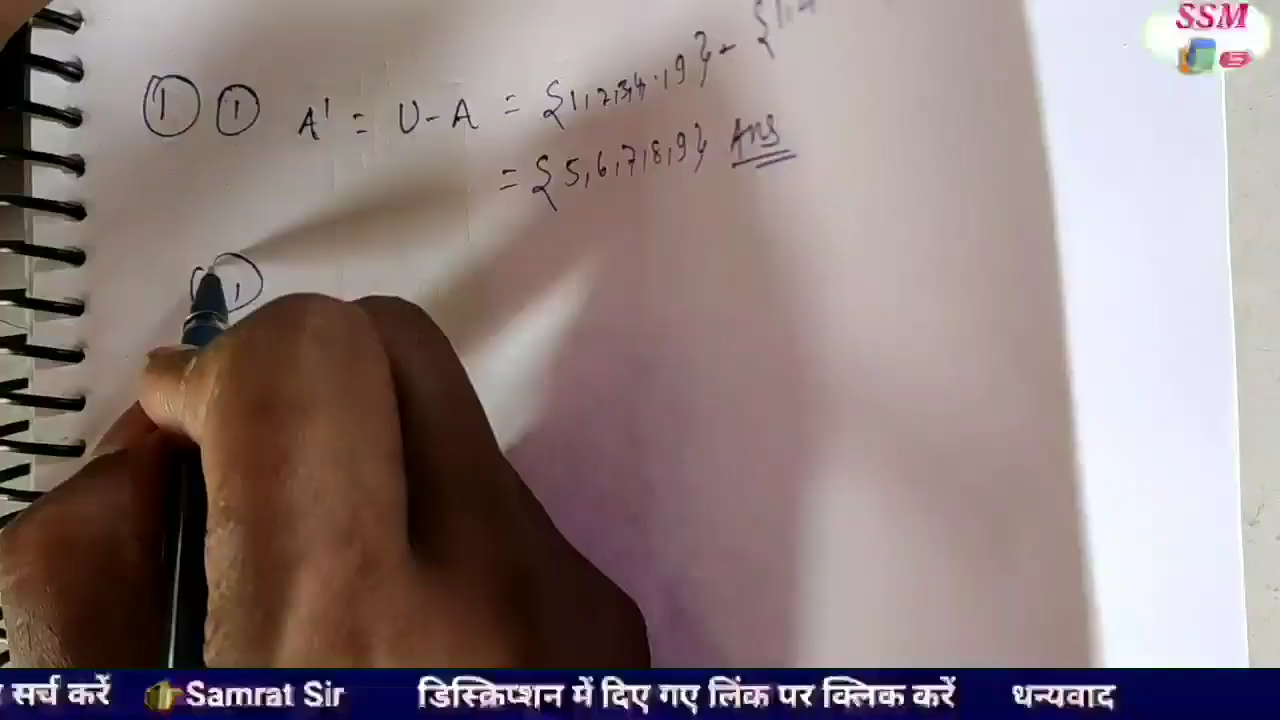 SSM
① ① A' = U-A = {1,2,3,4,.,9} - {1,4
= {5,6,7,8,9} Ans
सर्च करें Samrat Sir डिस्क्रिप्शन में दिए गए लिंक पर क्लिक करें धन्यवाद